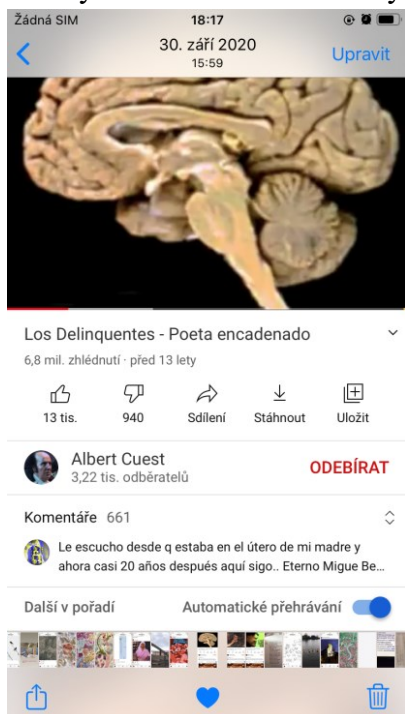 Žádná SIM 18:17
30. září 2020
15:59
Upravit
Los Delinquentes - Poeta encadenado
6,8 mil. zhlédnutí · před 13 lety
13 tis. 940 Sdílení Stáhnout Uložit
Albert Cuest
3,22 tis. odběratelů
ODEBÍRAT
Komentáře 661
Le escucho desde q estaba en el útero de mi madre y
ahora casi 20 años después aquí sigo.. Eterno Migue Be...
Další v pořadí Automatické přehrávání